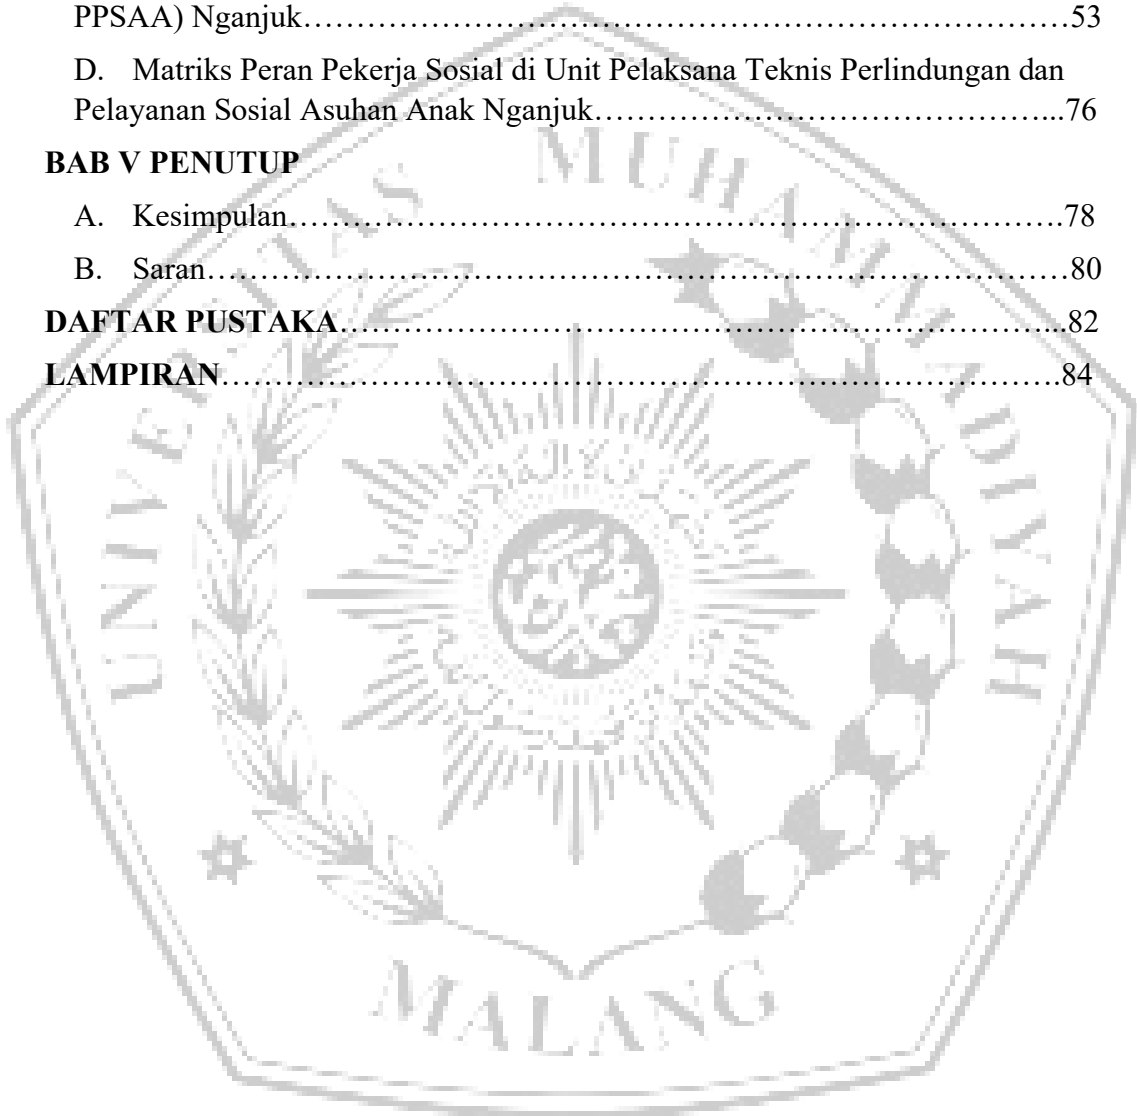 PPSAA) Nganjuk……………………………………………………………………53
D. Matriks Peran Pekerja Sosial di Unit Pelaksana Teknis Perlindungan dan
Pelayanan Sosial Asuhan Anak Nganjuk………………………………………...76
BAB V PENUTUP
A. Kesimpulan……………………………………………………………………78
B. Saran……………………………………………………………………………80
DAFTAR PUSTAKA………………………………………………………………...82
LAMPIRAN………………………………………………………………………….84
UNIVERSITAS MUHAMMADIYAH
MALANG